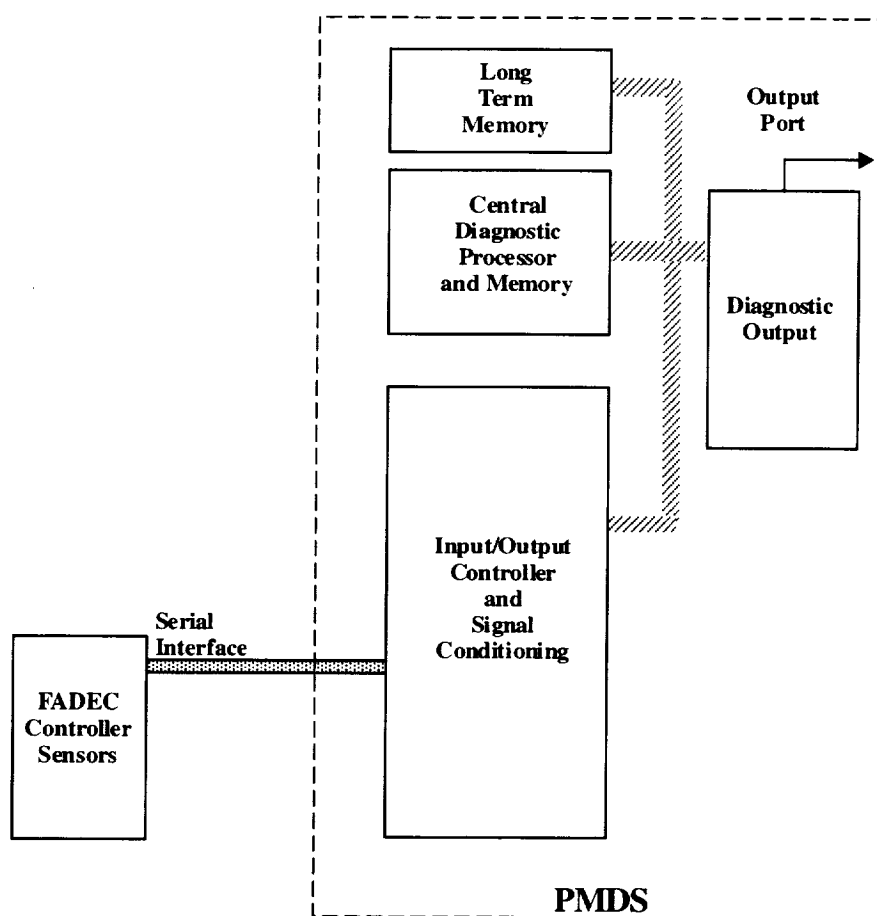 Long
Term
Memory
Output
Port
Central
Diagnostic
Processor
and Memory
Diagnostic
Output
Input/Output
Controller
and
Signal
Conditioning
Serial
Interface
FADEC
Controller
Sensors
PMDS